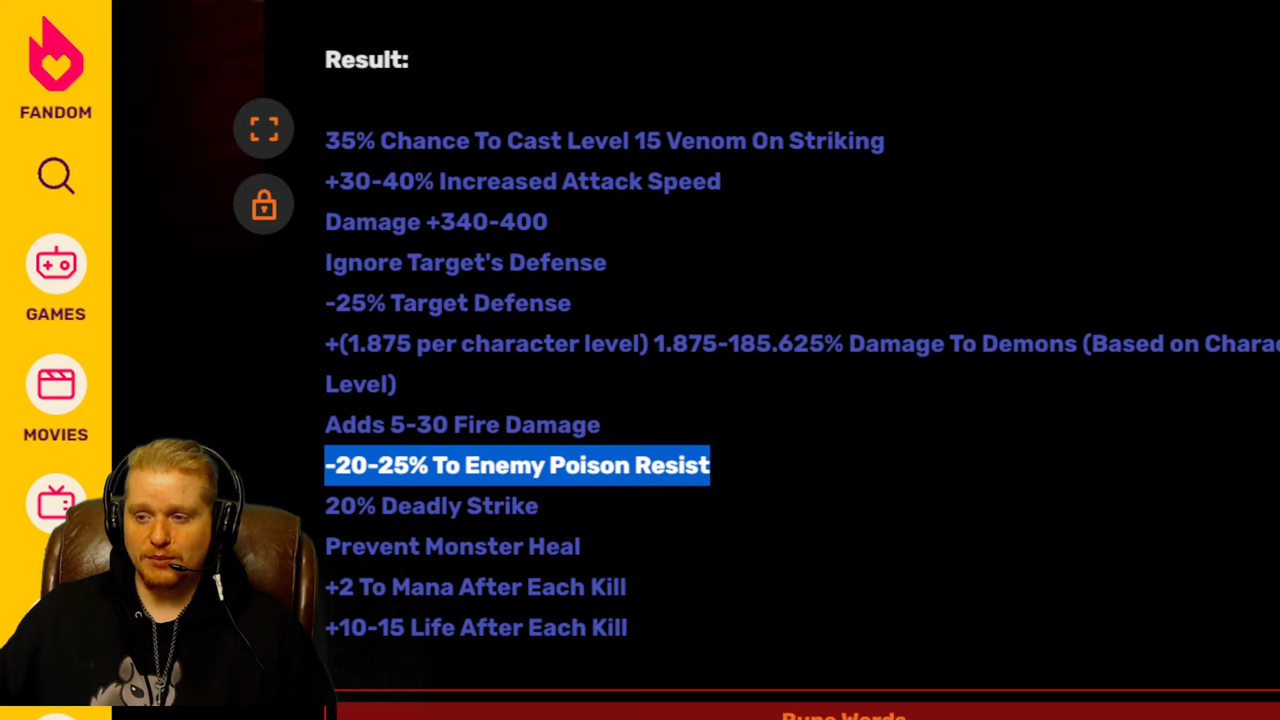 FANDOM
GAMES
MOVIES
Result:
35% Chance To Cast Level 15 Venom On Striking
+30-40% Increased Attack Speed
Damage +340-400
Ignore Target's Defense
-25% Target Defense
+(1.875 per character level) 1.875-185.625% Damage To Demons (Based on
Level)
Adds 5-30 Fire Damage
-20-25% To Enemy Poison Resist
20% Deadly Strike
Prevent Monster Heal
+2 To Mana After Each Kill
+10-15 Life After Each Kill
Rune Words